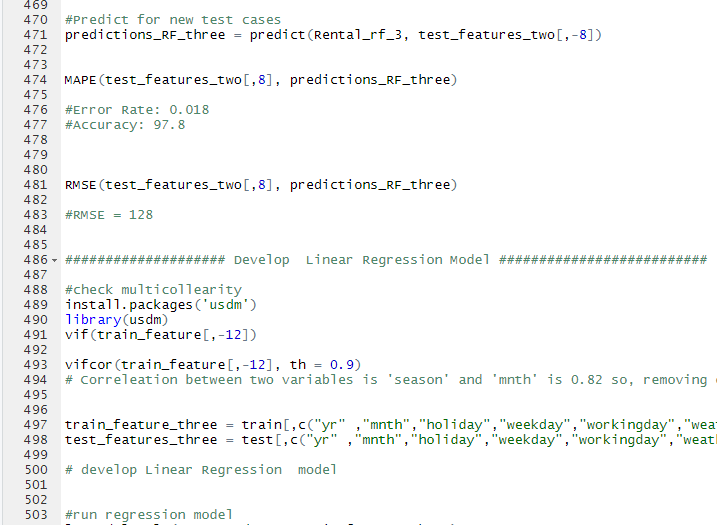 469
470 #Predict for new test cases
471 predictions_RF_three = predict(Rental_rf_3, test_features_two[,-8])
472
473
474 MAPE(test_features_two[,8], predictions_RF_three)
475
476 #Error Rate: 0.018
477 #Accuracy: 97.8
478
479
480
481 RMSE(test_features_two[,8], predictions_RF_three)
482
483 #RMSE = 128
484
485
486 #################### Develop  Linear Regression Model ##########################
487
488 #check multicollearity
489 install.packages('usdm')
490 library(usdm)
491 vif(train_feature[,-12])
492
493 vifcor(train_feature[,-12], th = 0.9)
494 # Correleation between two variables is 'season' and 'mnth' is 0.82 so, removing
495
496
497 train_feature_three = train[,c("yr" ,"mnth","holiday","weekday","workingday","wea
498 test_features_three = test[,c("yr" ,"mnth","holiday","weekday","workingday","weat
499
500 # develop Linear Regression  model
501
502
503 #run regression model